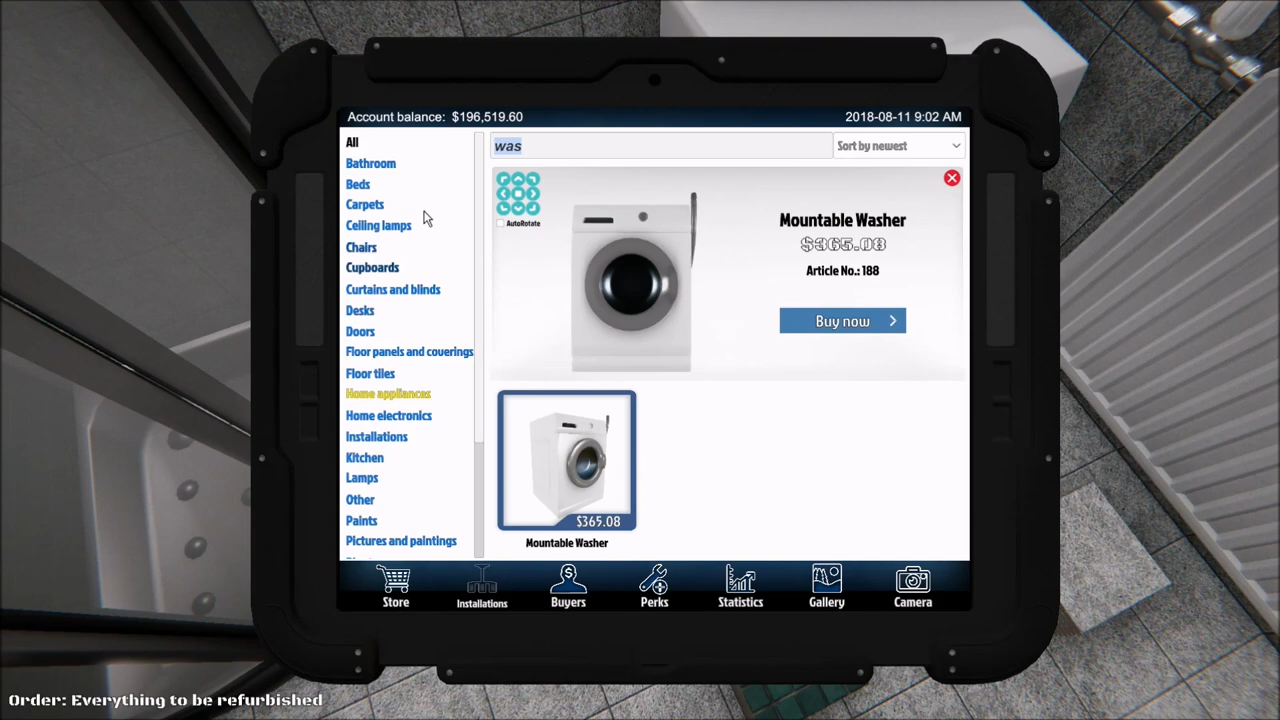 Account balance: $196,519.60
2018-08-11 9:02 AM
All
Bathroom
Beds
Carpets
Ceiling lamps
Chairs
Cupboards
Curtains and blinds
Desks
Doors
Floor panels and coverings
Floor tiles
Home appliances
Home electronics
Installations
Kitchen
Lamps
Other
Paints
Pictures and paintings
was
Sort by newest
AutoRotate
Mountable Washer
$365.08
Article No.: 188
Buy now
$365.08
Mountable Washer
Store
Installations
Buyers
Perks
Statistics
Gallery
Camera
Order: Everything to be refurbished